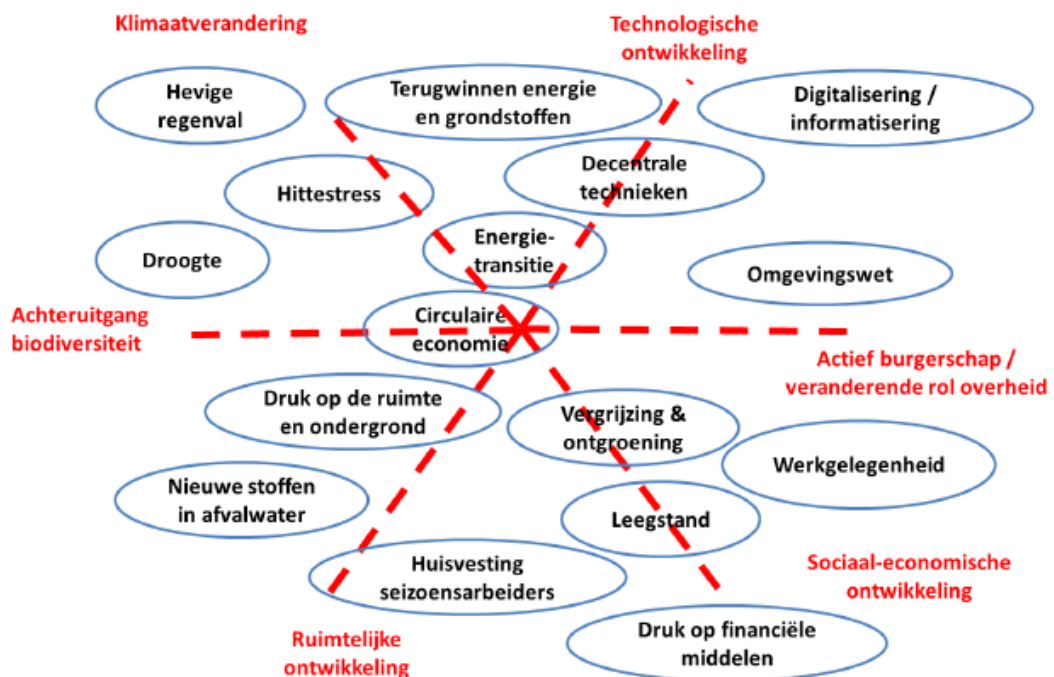 Klimaatverandering
Technologische
ontwikkeling
Hevige
regenval
Terugwinnen energie
en grondstoffen
Digitalisering /
informatisering
Decentrale
technieken
Hittestress
Energie-
transitie
Droogte
Omgevingswet
Circulaire
economie
Achteruitgang
biodiversiteit
Actief burgerschap /
veranderende rol overheid
Druk op de ruimte
en ondergrond
Vergrijzing &
ontgroening
Werkgelegenheid
Nieuwe stoffen
in afvalwater
Leegstand
Huisvesting
seizoensarbeiders
Sociaal-economische
ontwikkeling
Ruimtelijke
ontwikkeling
Druk op financiële
middelen